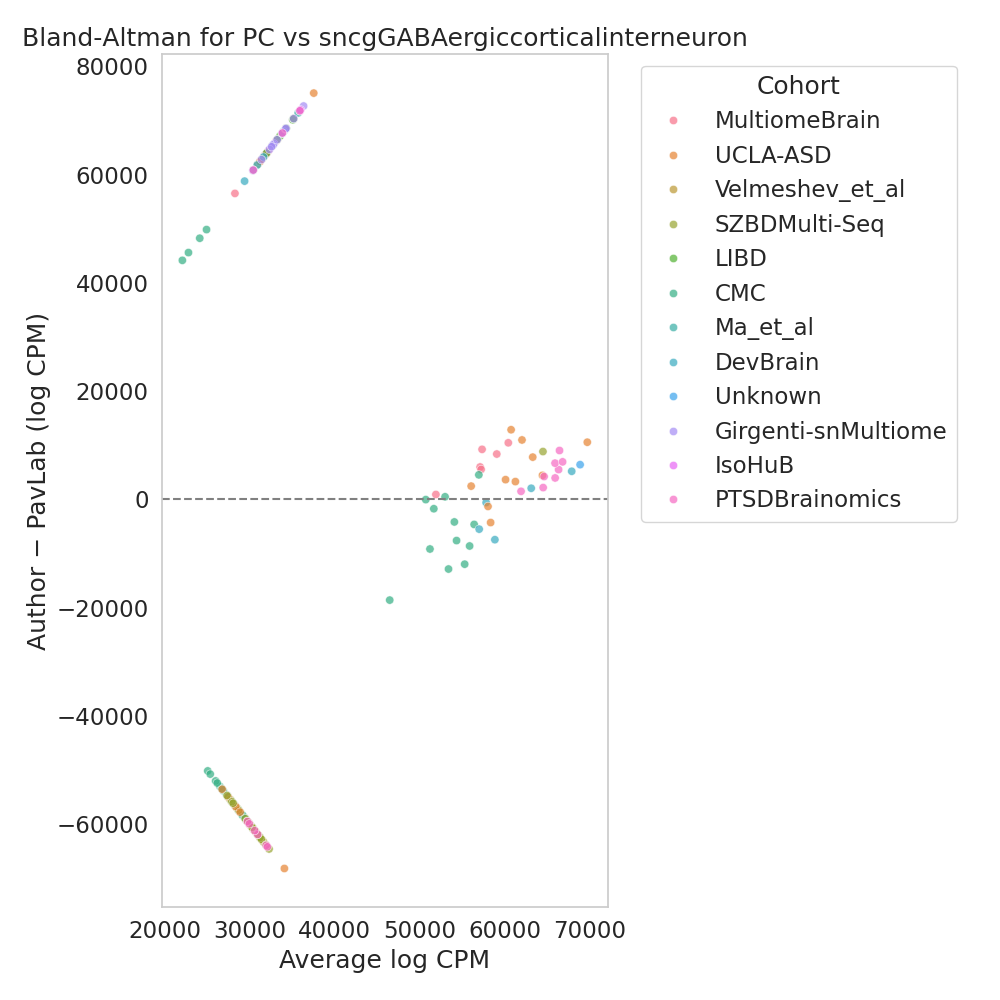 Bland-Altman for PC vs sncgGABAergiccorticalinterneuron
80000
60000
40000
20000
0
−20000
−40000
−60000
Author − PavLab (log CPM)
20000 30000 40000 50000 60000 70000
Average log CPM
Cohort
MultiomeBrain
UCLA-ASD
Velmeshev_et_al
SZBDMulti-Seq
LIBD
CMC
Ma_et_al
DevBrain
Unknown
Girgenti-snMultiome
IsoHuB
PTSDBrainomics